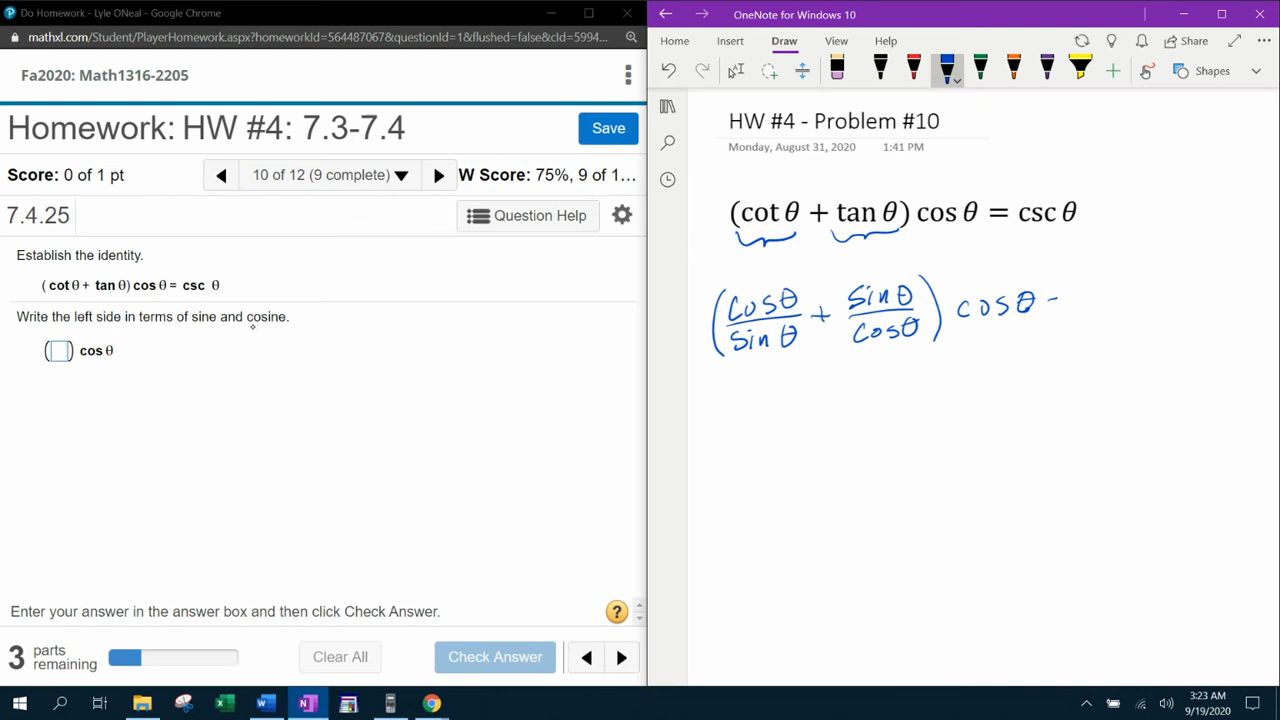 Do Homework - Lyle ONeal - Google Chrome
mathxl.com/Student/PlayerHomework.aspx?homeworkId=5644870678&questionId=1&flushed=false&cId=5994...
Fa2020: Math1316-2205
Homework: HW #4: 7.3-7.4
Save
Score: 0 of 1 pt
10 of 12 (9 complete)
W Score: 75%, 9 of 1...
7.4.25
Question Help
Establish the identity.
(cot θ + tan θ) cos θ = csc θ
Write the left side in terms of sine and cosine.
( ) cos θ
Enter your answer in the answer box and then click Check Answer.
?
3 parts remaining
Clear All
Check Answer
OneNote for Windows 10
Home Insert Draw View Help
Share
Shapes
HW #4 - Problem #10
Monday, August 31, 2020 1:41 PM
(cot θ + tan θ) cos θ = csc θ
(cosθ/sinθ + sinθ/cosθ) cosθ -
3:23 AM
9/19/2020